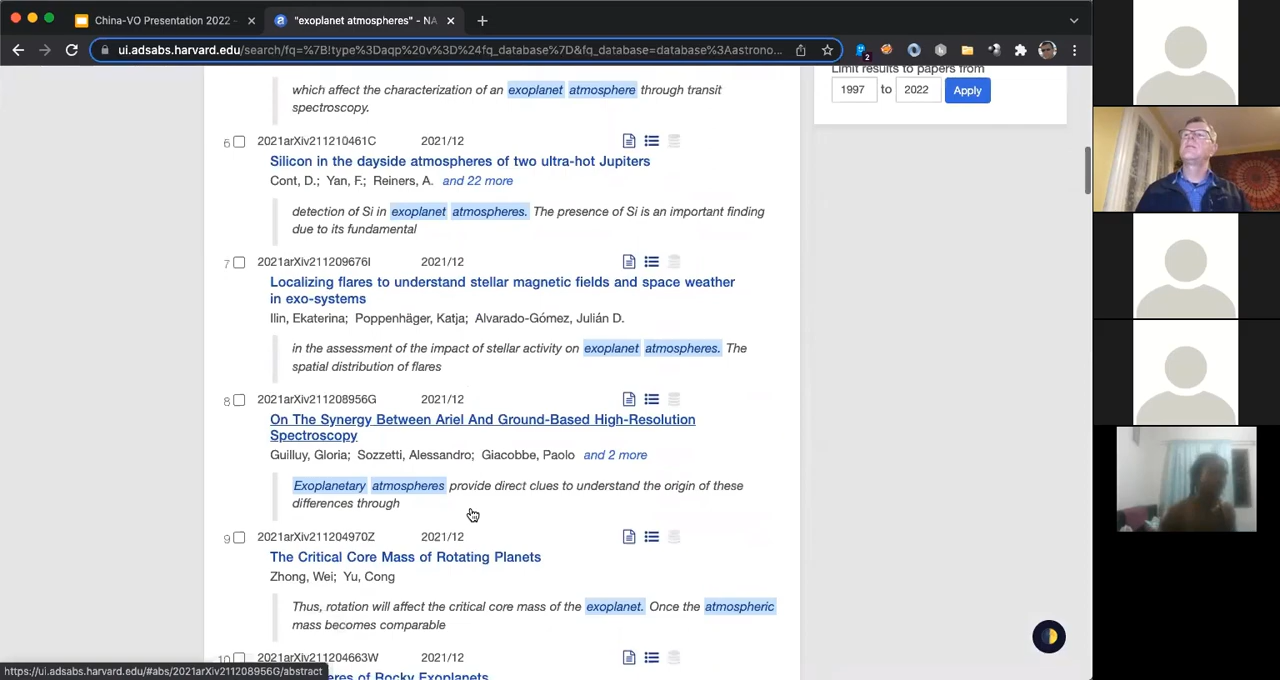 China-VO Presentation 2022 -
"exoplanet atmospheres" - NA
ui.adsabs.harvard.edu/search/fq=%7B!type%3Daqp%20v%3D%24fq_database%7D&fq_database=database%3Aastrono...
2
Limit results to papers from
1997 to 2022 Apply
which affect the characterization of an exoplanet atmosphere through transit
spectroscopy.
6 2021arXiv211210461C 2021/12
Silicon in the dayside atmospheres of two ultra-hot Jupiters
Cont, D.; Yan, F.; Reiners, A. and 22 more
detection of Si in exoplanet atmospheres. The presence of Si is an important finding
due to its fundamental
7 2021arXiv211209676I 2021/12
Localizing flares to understand stellar magnetic fields and space weather
in exo-systems
Ilin, Ekaterina; Poppenhäger, Katja; Alvarado-Gómez, Julián D.
in the assessment of the impact of stellar activity on exoplanet atmospheres. The
spatial distribution of flares
8 2021arXiv211208956G 2021/12
On The Synergy Between Ariel And Ground-Based High-Resolution
Spectroscopy
Guilluy, Gloria; Sozzetti, Alessandro; Giacobbe, Paolo and 2 more
Exoplanetary atmospheres provide direct clues to understand the origin of these
differences through
9 2021arXiv211204970Z 2021/12
The Critical Core Mass of Rotating Planets
Zhong, Wei; Yu, Cong
Thus, rotation will affect the critical core mass of the exoplanet. Once the atmospheric
mass becomes comparable
10 2021arXiv211204663W 2021/12
of Rocky Exoplanets
https://ui.adsabs.harvard.edu/#abs/2021arXiv211208956G/abstract